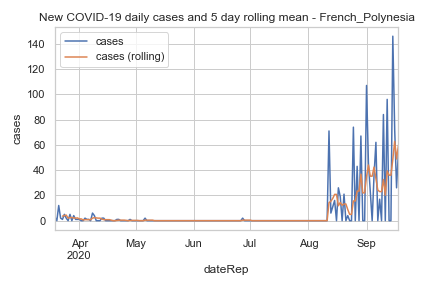 New COVID-19 daily cases and 5 day rolling mean - French_Polynesia
cases
cases (rolling)
140
120
100
80
60
40
20
0
cases
Apr
2020
May
Jun
Jul
Aug
Sep
dateRep